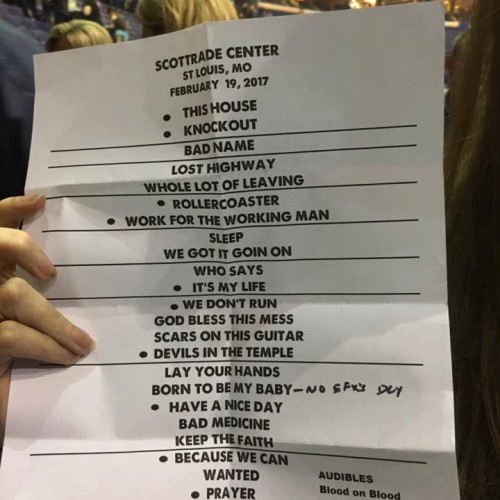 SCOTTRADE CENTER
ST LOUIS, MO
FEBRUARY 19, 2017
• THIS HOUSE
• KNOCKOUT
BAD NAME
LOST HIGHWAY
WHOLE LOT OF LEAVING
• ROLLERCOASTER
• WORK FOR THE WORKING MAN
SLEEP
WE GOT IT GOIN ON
WHO SAYS
• IT'S MY LIFE
• WE DON'T RUN
GOD BLESS THIS MESS
SCARS ON THIS GUITAR
• DEVILS IN THE TEMPLE
LAY YOUR HANDS
BORN TO BE MY BABY - NO
• HAVE A NICE DAY
BAD MEDICINE
KEEP THE FAITH
• BECAUSE WE CAN
WANTED
AUDIBLES
• PRAYER
Blood on Blood